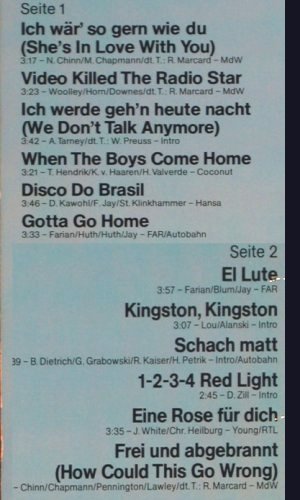 Seite 1
Ich wär' so gern wie du
(She's In Love With You)
3:17 – N. Chinn/M. Chapmann/dt. T.: R. Marcard – MdW
Video Killed The Radio Star
3:23 – Woolley/Horn/Downes/dt. T.: R. Marcard – MdW
Ich werde geh'n heute nacht
(We Don't Talk Anymore)
3:42 – A. Tarney/dt. T.: W. Preuss – Intro
When The Boys Come Home
3:21 – T. Hendrik/K. v. Haaren/H. Valverde – Coconut
Disco Do Brasil
3:46 – D. Kawohl/F. Jay/St. Klinkhammer – Hansa
Gotta Go Home
3:33 – Farian/Huth/Huth/Jay – FAR/Autobahn
Seite 2
El Lute
3:57 – Farian/Blum/Jay – FAR
Kingston, Kingston
3:07 – Lou/Alanski – Intro
Schach matt
39 – B. Dietrich/G. Grabowski/R. Kaiser/H. Petrik – Intro/Autobahn
1-2-3-4 Red Light
2:45 – D. Zill – Intro
Eine Rose für dich
3:35 – J. White/Chr. Heilburg – Young/RTL
Frei und abgebrannt
(How Could This Go Wrong)
– Chinn/Chapman/Pennington/Lawley/dt. T.: R. Marcard – MdW